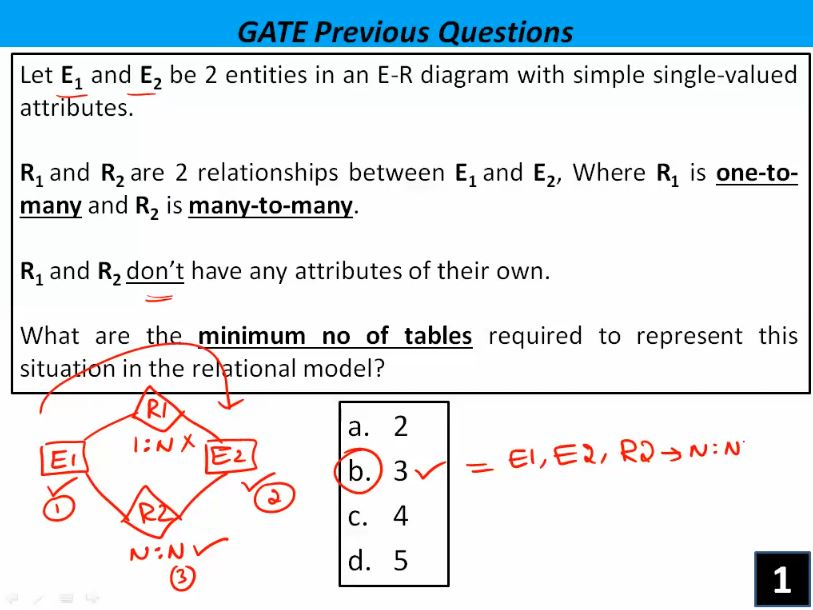 GATE Previous Questions
Let E₁ and E₂ be 2 entities in an E-R diagram with simple single-valued
attributes.
R₁ and R₂ are 2 relationships between E₁ and E₂, Where R₁ is one-to-
many and R₂ is many-to-many.
R₁ and R₂ don't have any attributes of their own.
What are the minimum no of tables required to represent this
situation in the relational model?
R1
1:N ×
E1
E2
1
2
R2
N:N ✓
3
a. 2
b. 3 ✓ = E1, E2, R2→N:N
c. 4
d. 5
1